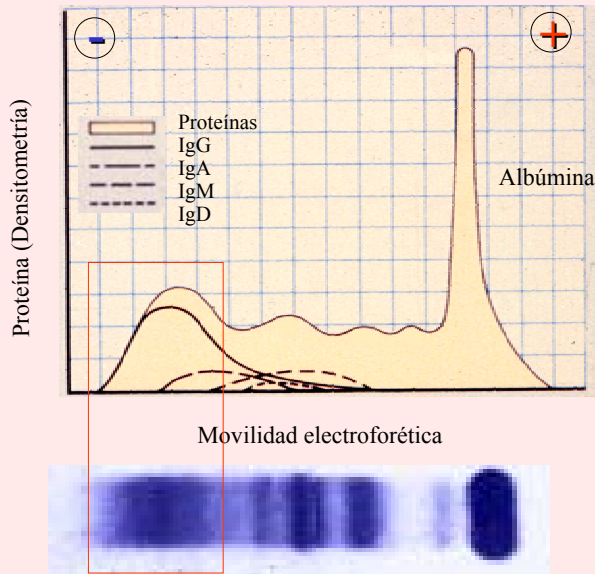 - +
Proteínas
IgG
IgA
IgM
IgD
Albúmina
Proteína (Densitometría)
Movilidad electroforética